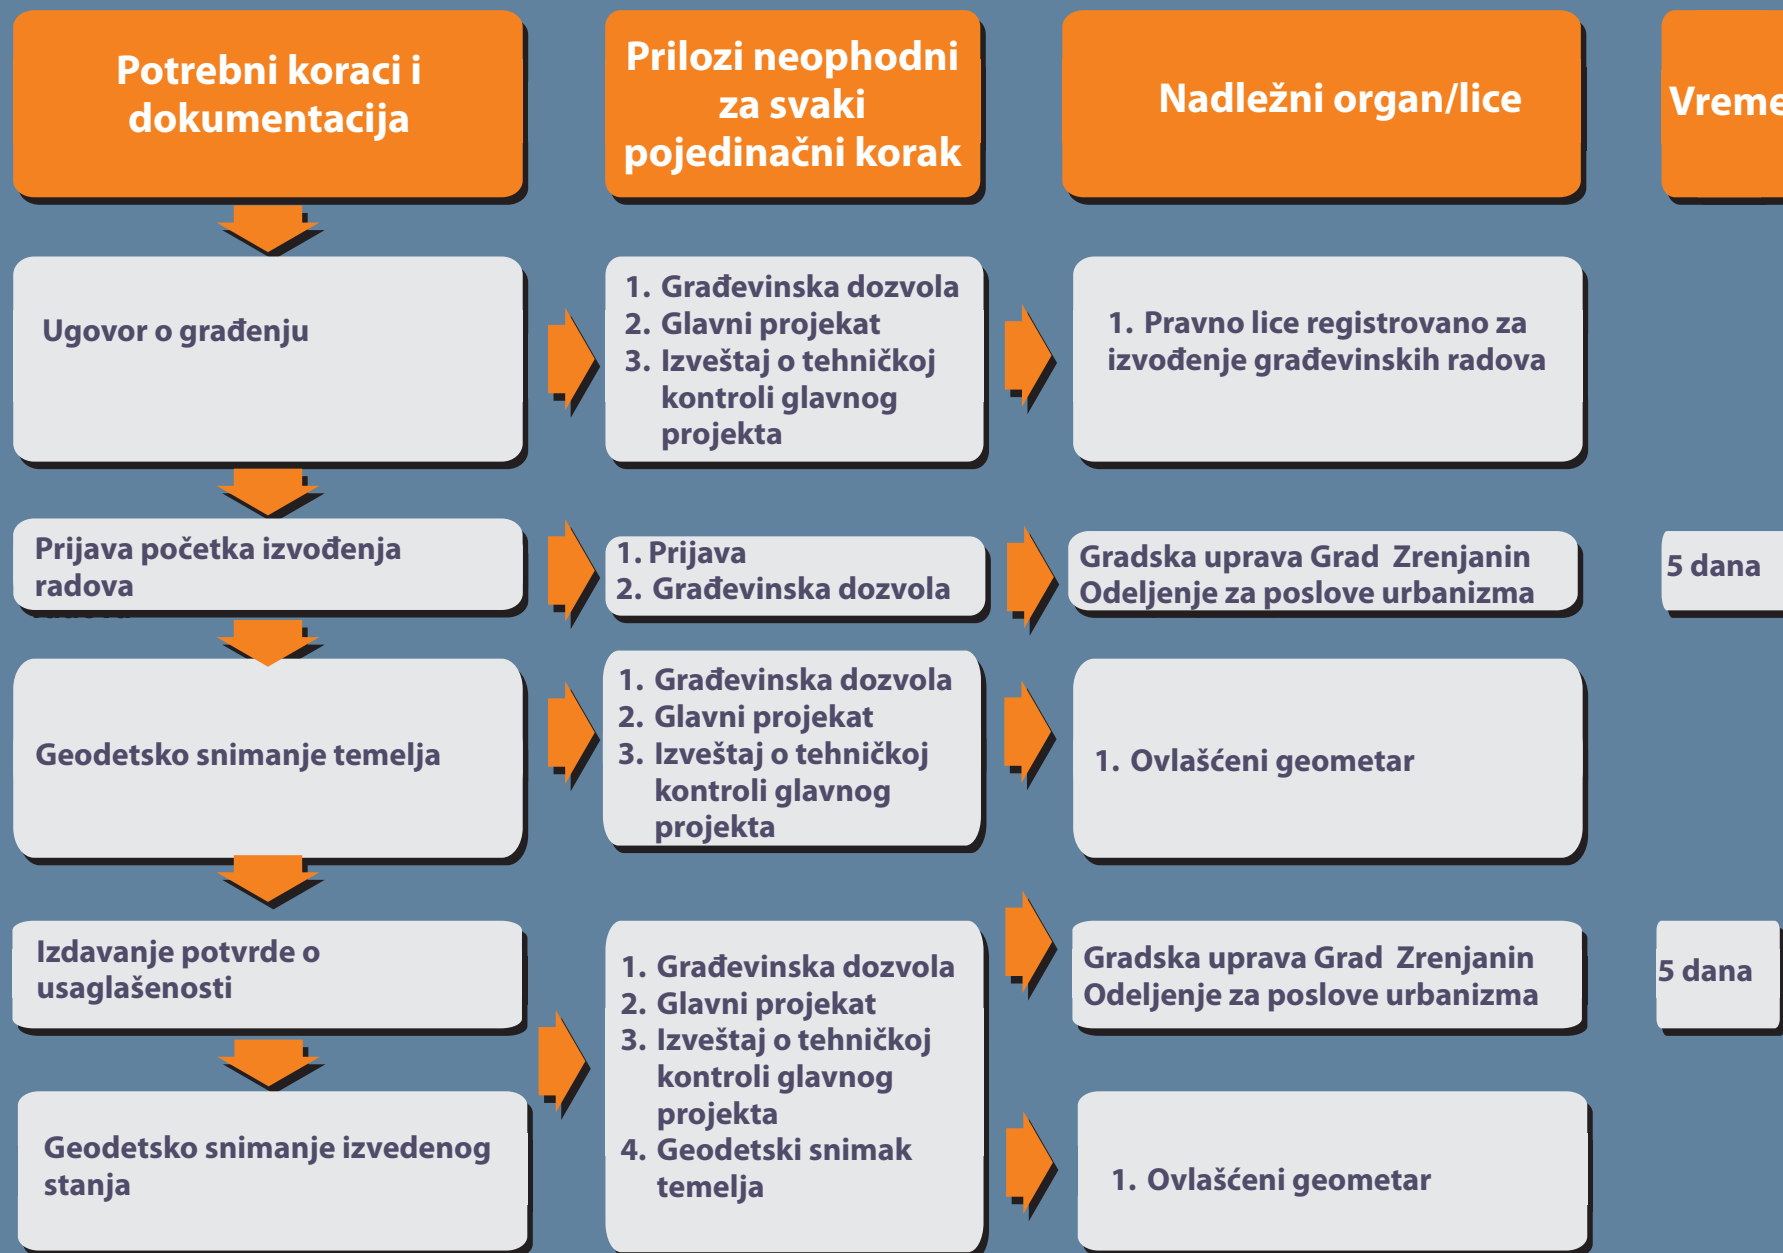 Potrebni koraci i
dokumentacija
Prilozi neophodni
za svaki
pojedinačni korak
Nadležni organ/lice
Vreme
Ugovor o građenju
1. Građevinska dozvola
2. Glavni projekat
3. Izveštaj o tehničkoj
kontroli glavnog
projekta
1. Pravno lice registrovano za
izvođenje građevinskih radova
Prijava početka izvođenja
radova
1. Prijava
2. Građevinska dozvola
Gradska uprava Grad Zrenjanin
Odeljenje za poslove urbanizma
5 dana
Geodetsko snimanje temelja
1. Građevinska dozvola
2. Glavni projekat
3. Izveštaj o tehničkoj
kontroli glavnog
projekta
1. Ovlašćeni geometar
Izdavanje potvrde o
usaglašenosti
1. Građevinska dozvola
2. Glavni projekat
3. Izveštaj o tehničkoj
kontroli glavnog
projekta
4. Geodetski snimak
temelja
Gradska uprava Grad Zrenjanin
Odeljenje za poslove urbanizma
5 dana
Geodetsko snimanje izvedenog
stanja
1. Ovlašćeni geometar